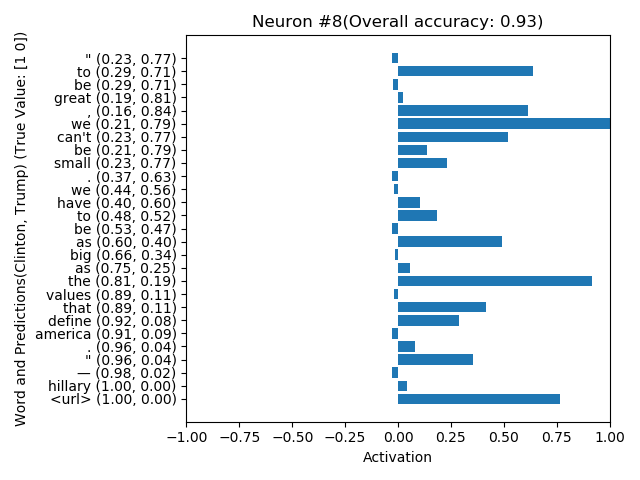 Neuron #8(Overall accuracy: 0.93)
Word and Predictions(Clinton, Trump) (True Value: [1 0])
" (0.23, 0.77)
to (0.29, 0.71)
be (0.29, 0.71)
great (0.19, 0.81)
, (0.16, 0.84)
we (0.21, 0.79)
can't (0.23, 0.77)
be (0.21, 0.79)
small (0.23, 0.77)
. (0.37, 0.63)
we (0.44, 0.56)
have (0.40, 0.60)
to (0.48, 0.52)
be (0.53, 0.47)
as (0.60, 0.40)
big (0.66, 0.34)
as (0.75, 0.25)
the (0.81, 0.19)
values (0.89, 0.11)
that (0.89, 0.11)
define (0.92, 0.08)
america (0.91, 0.09)
. (0.96, 0.04)
" (0.96, 0.04)
— (0.98, 0.02)
hillary (1.00, 0.00)
<url> (1.00, 0.00)
−1.00 −0.75 −0.50 −0.25 0.00 0.25 0.50 0.75 1.00
Activation